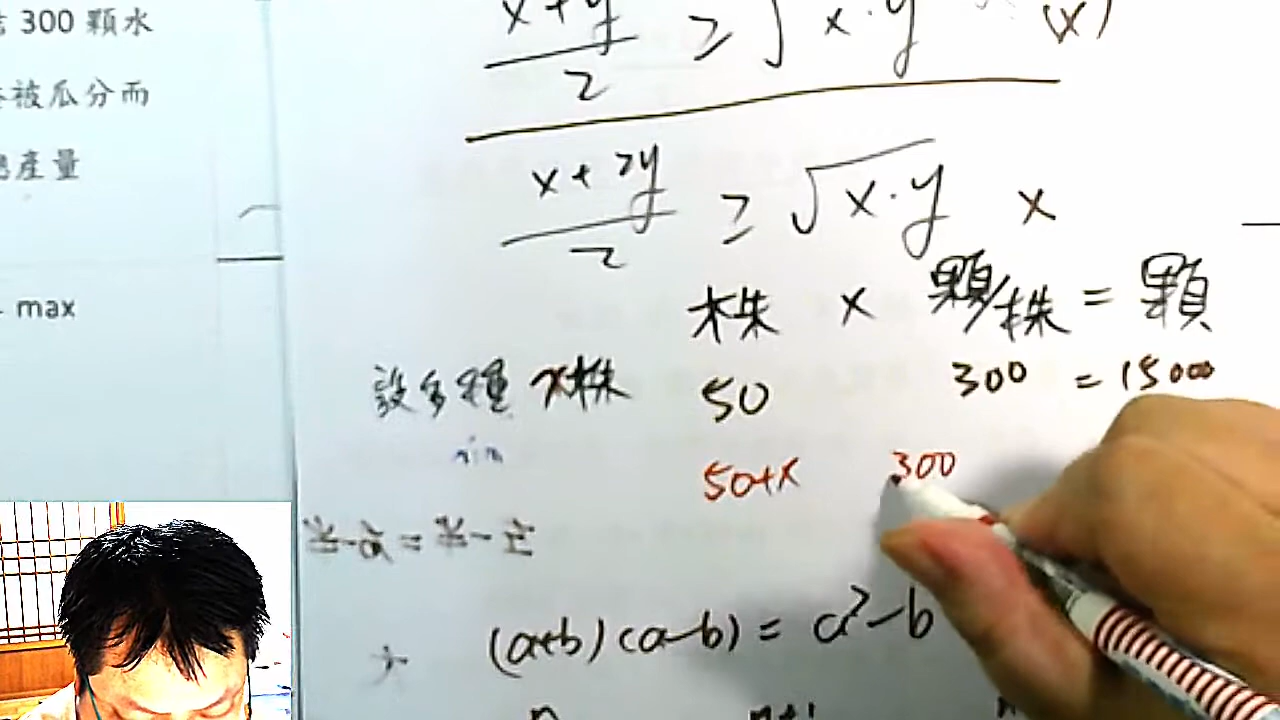 300 顆水
被瓜分而
產量
max
x+y/2 ≥ √x·y (x)
x+2y/2 ≥ √x·y x
株 x 顆/株 = 顆
設多種 x株 50 300 = 15000
50+x 300
(a+b)(a-b) = a²-b
n n+1